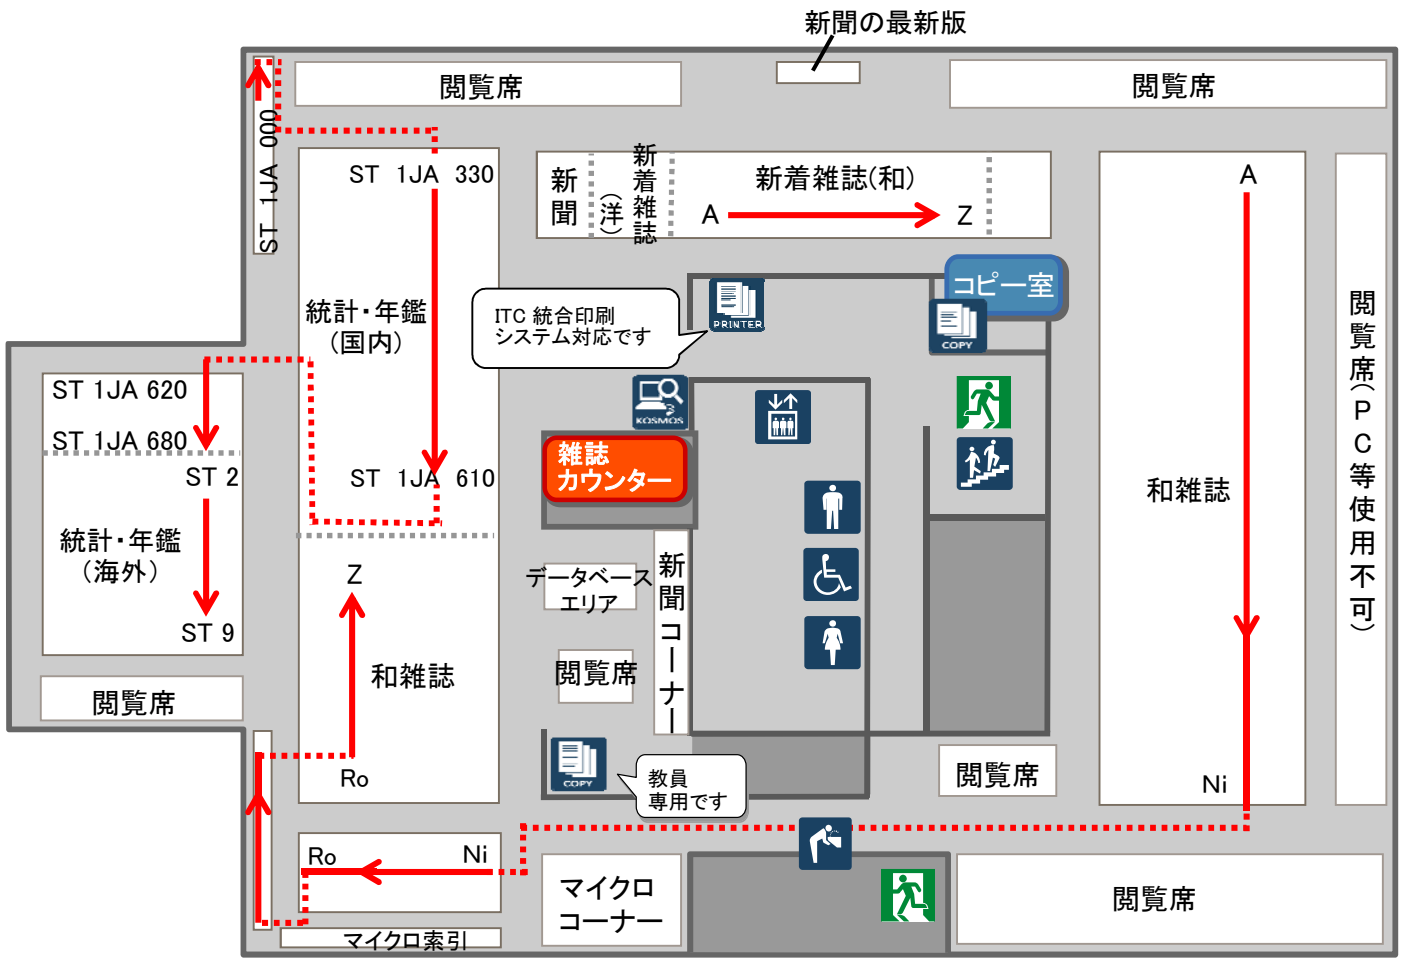 新聞の最新版
閲覧席
閲覧席
ST 1JA 000
ST 1JA 330
新聞
新着雑誌
(洋)
新着雑誌(和)
A
Z
A
コピー室
COPY
PRINTER
ITC 統合印刷
システム対応です
統計・年鑑
(国内)
閲覧席(PC等使用不可)
ST 1JA 620
ST 1JA 680
KOSMOS
雑誌
カウンター
ST 2
ST 1JA 610
和雑誌
統計・年鑑
(海外)
ST 9
Z
データベース
エリア
新聞コーナー
和雑誌
閲覧席
閲覧席
Ro
COPY
教員
専用です
閲覧席
Ni
Ro
Ni
マイクロ
コーナー
閲覧席
マイクロ索引